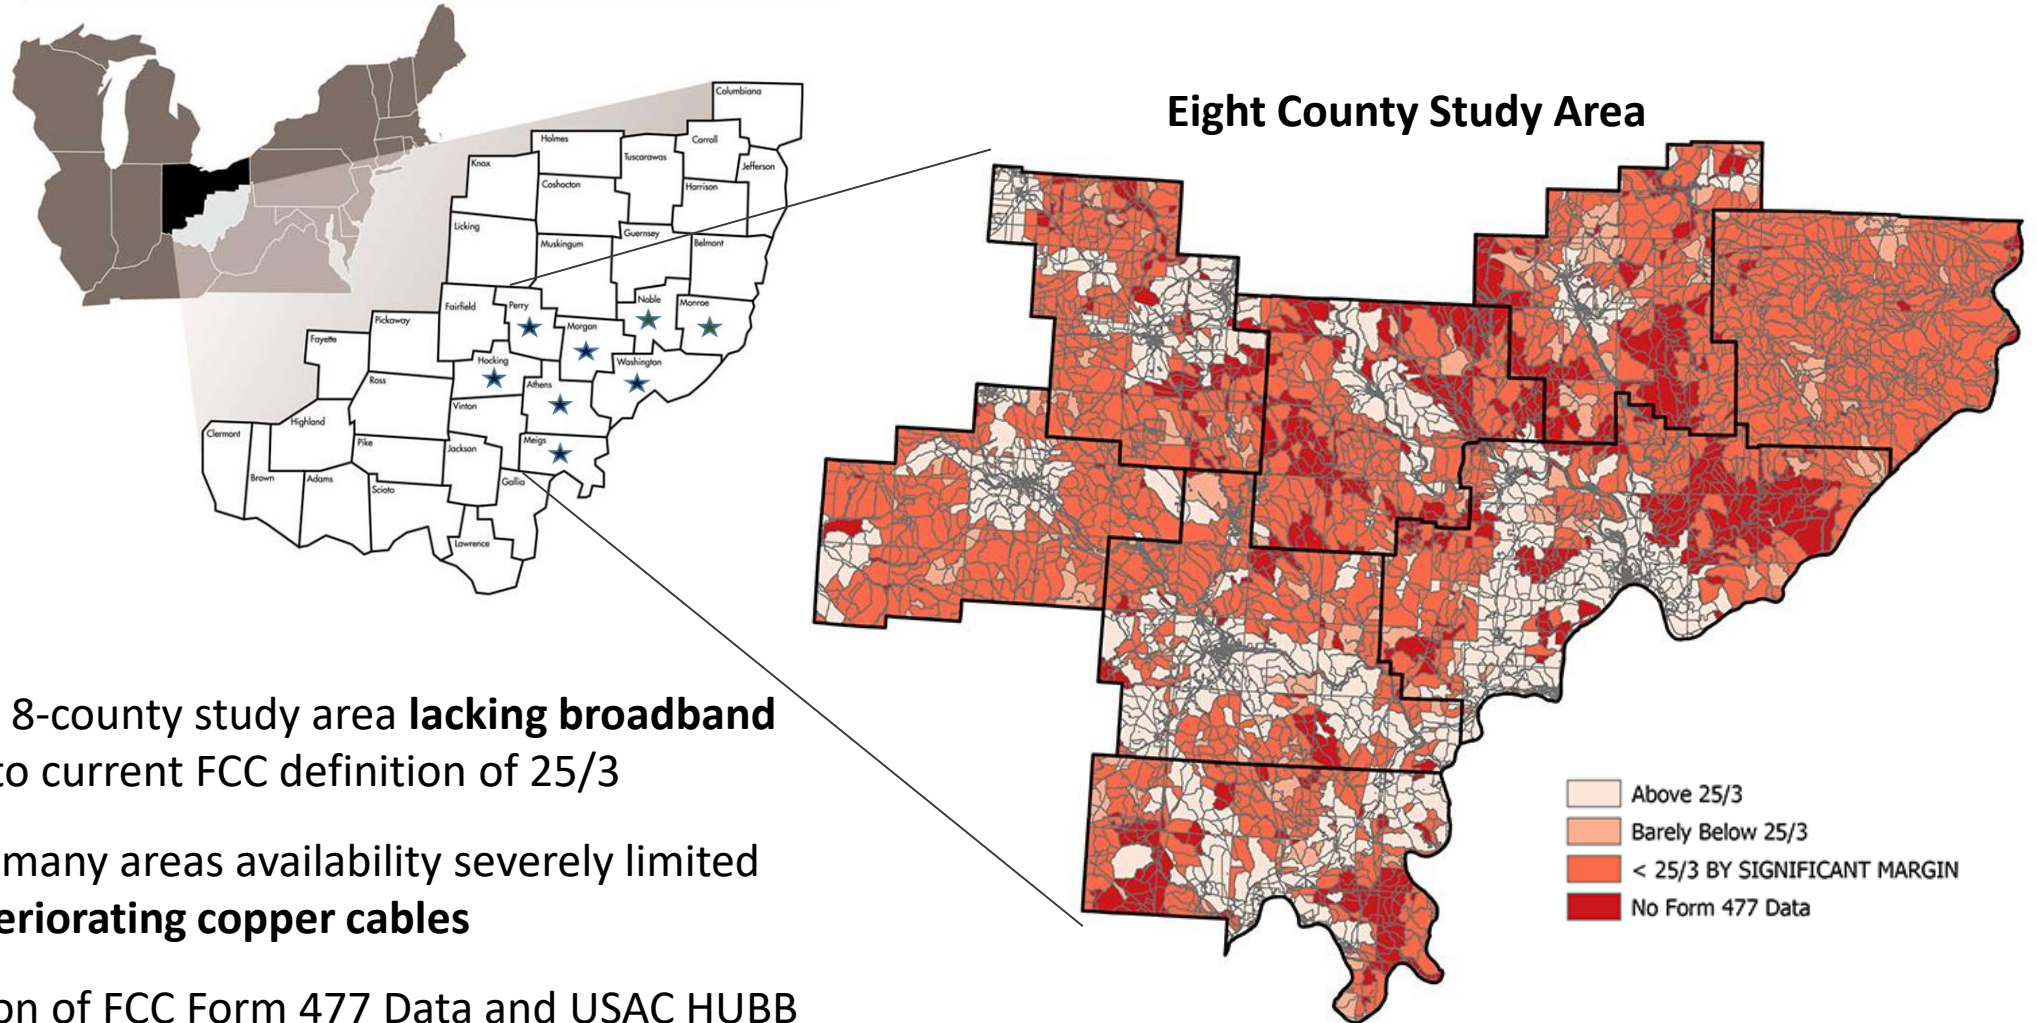 Eight County Study Area
Columbiana
Holmes
Carroll
Tuscarawas
Knox
Jefferson
Coshocton
Harrison
Licking
Guernsey
Muskingum
Belmont
Noble
Monroe
Fairfield
Perry
Pickaway
Morgan
Fayette
Hocking
Washington
Ross
Athens
Vinton
Highland
Clermont
Pike
Meigs
Jackson
Brown
Adams
Gallia
Scioto
Lawrence
8-county study area lacking broadband
to current FCC definition of 25/3
many areas availability severely limited
eriorating copper cables
on of FCC Form 477 Data and USAC HUBB
Above 25/3
Barely Below 25/3
< 25/3 BY SIGNIFICANT MARGIN
No Form 477 Data